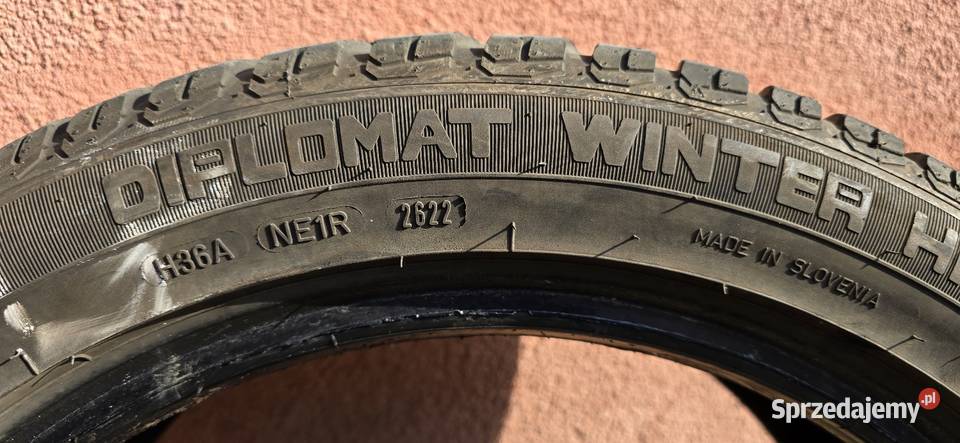 DIPLOMAT WINTER H
H36A NE1R 2622
MADE IN SLOVENIA
Sprzedajemy.pl